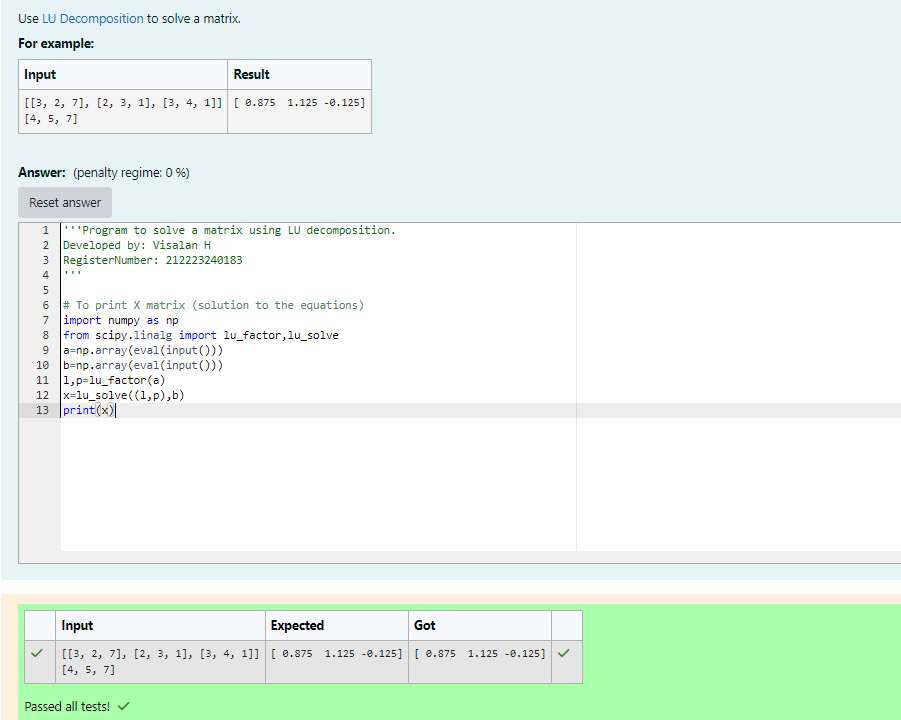 Use LU Decomposition to solve a matrix.
For example:
Input Result
[[3, 2, 7], [2, 3, 1], [3, 4, 1]] [ 0.875  1.125 -0.125]
[4, 5, 7]
Answer: (penalty regime: 0 %)
Reset answer
1 '''Program to solve a matrix using LU decomposition.
2 Developed by: Visalan H
3 RegisterNumber: 212223240183
4 '''
5
6 # To print X matrix (solution to the equations)
7 import numpy as np
8 from scipy.linalg import lu_factor,lu_solve
9 a=np.array(eval(input()))
10 b=np.array(eval(input()))
11 l,p=lu_factor(a)
12 x=lu_solve((l,p),b)
13 print(x)
Input Expected Got
[[3, 2, 7], [2, 3, 1], [3, 4, 1]] [ 0.875  1.125 -0.125] [ 0.875  1.125 -0.125]
[4, 5, 7]
Passed all tests!